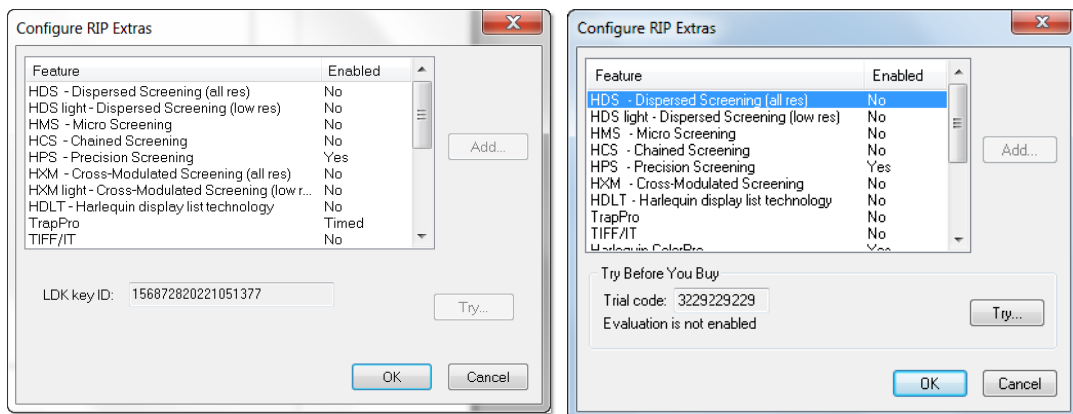 Configure RIP Extras
Feature Enabled
HDS - Dispersed Screening (all res) No
HDS light - Dispersed Screening (low res) No
HMS - Micro Screening No
HCS - Chained Screening No
HPS - Precision Screening Yes
HXM - Cross-Modulated Screening (all res) No
HXM light - Cross-Modulated Screening (low r... No
HDLT - Harlequin display list technology No
TrapPro Timed
TIFF/IT No
Add...
LDK key ID: 156872820221051377
Try...
OK Cancel
Configure RIP Extras
Feature Enabled
HDS - Dispersed Screening (all res) No
HDS light - Dispersed Screening (low res) No
HMS - Micro Screening No
HCS - Chained Screening No
HPS - Precision Screening Yes
HXM - Cross-Modulated Screening No
HDLT - Harlequin display list technology No
TrapPro No
TIFF/IT No
Harlequin ColorPro Yes
Add...
Try Before You Buy
Trial code: 3229229229
Evaluation is not enabled
Try...
OK Cancel